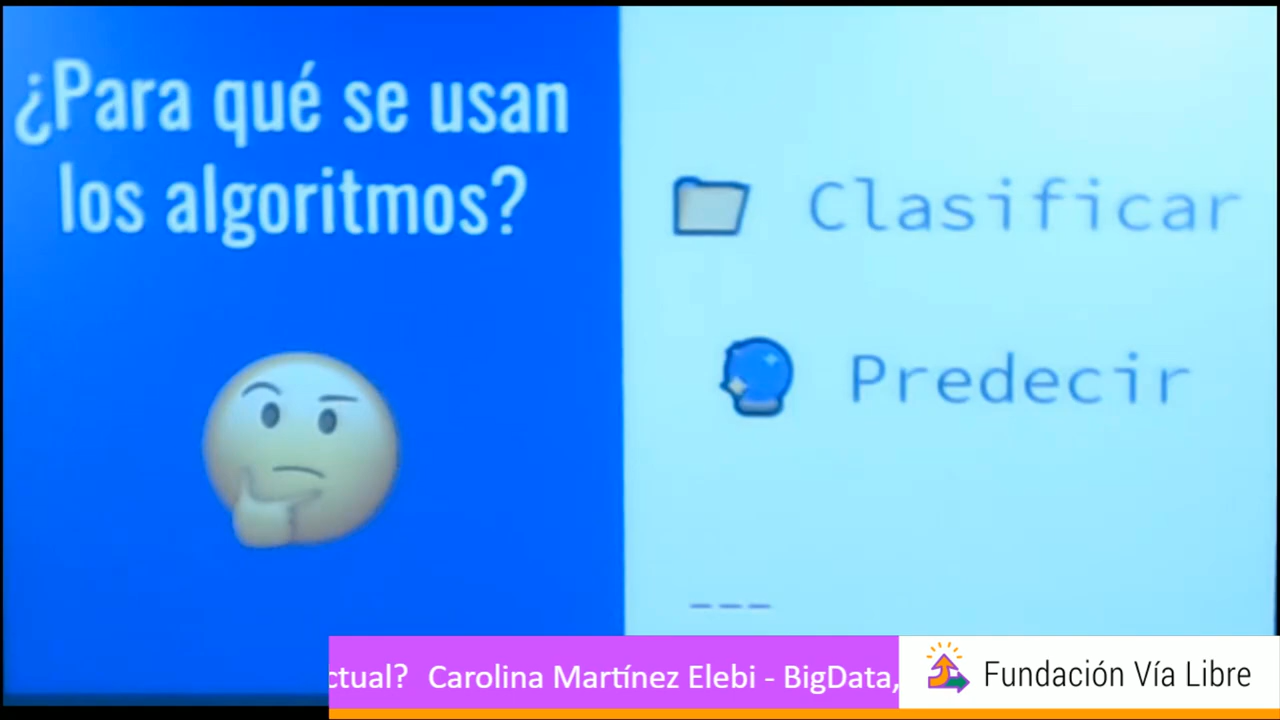 ¿Para qué se usan
los algoritmos?
Clasificar
Predecir
---
ctual? Carolina Martínez Elebi - BigData,
Fundación Vía Libre